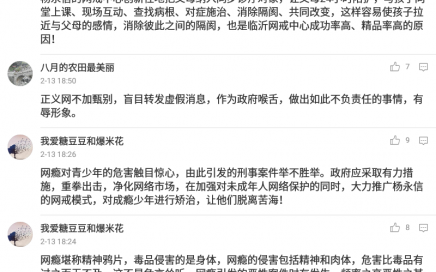 堂上课、现场互动、查找病根、对症施治、消除隔阂、共同改变，这样容易使孩子拉
近与父母的感情，消除彼此之间的隔阂，也是临沂网戒中心成功率高、精品率高的原
因！
八月的农田最美丽
7
2-13 18:50
正义网不加甄别，盲目转发虚假消息，作为政府喉舌，做出如此不负责任的事情，有
辱形象。
我爱糖豆豆和爆米花
9
2-13 18:26
网瘾对青少年的危害触目惊心，由此引发的刑事案件举不胜举。政府应采取有力措
施，重拳出击，净化网络市场，在加强对未成年人网络保护的同时，大力推广杨永信
的网戒模式，对成瘾少年进行矫治，让他们脱离苦海！
我爱糖豆豆和爆米花
8
2-13 18:24
网瘾堪称精神鸦片，毒品侵害的是身体，网瘾的侵害包括精神和肉体，危害比毒品有